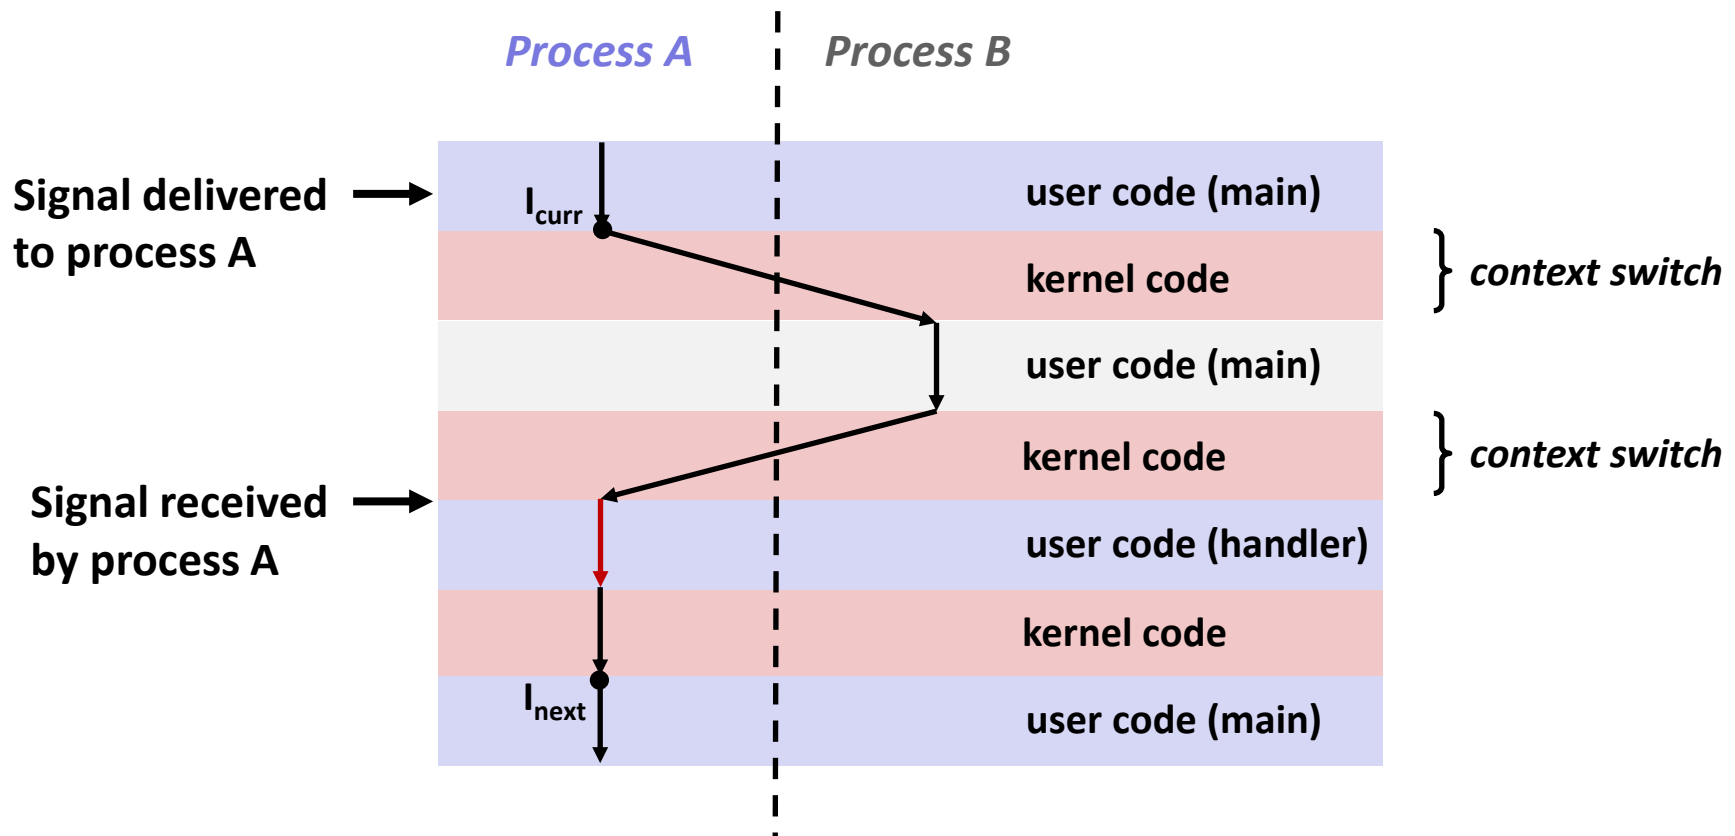 Process A
Process B
Signal delivered
to process A
I_curr
user code (main)
kernel code
context switch
user code (main)
kernel code
context switch
Signal received
by process A
user code (handler)
kernel code
I_next
user code (main)